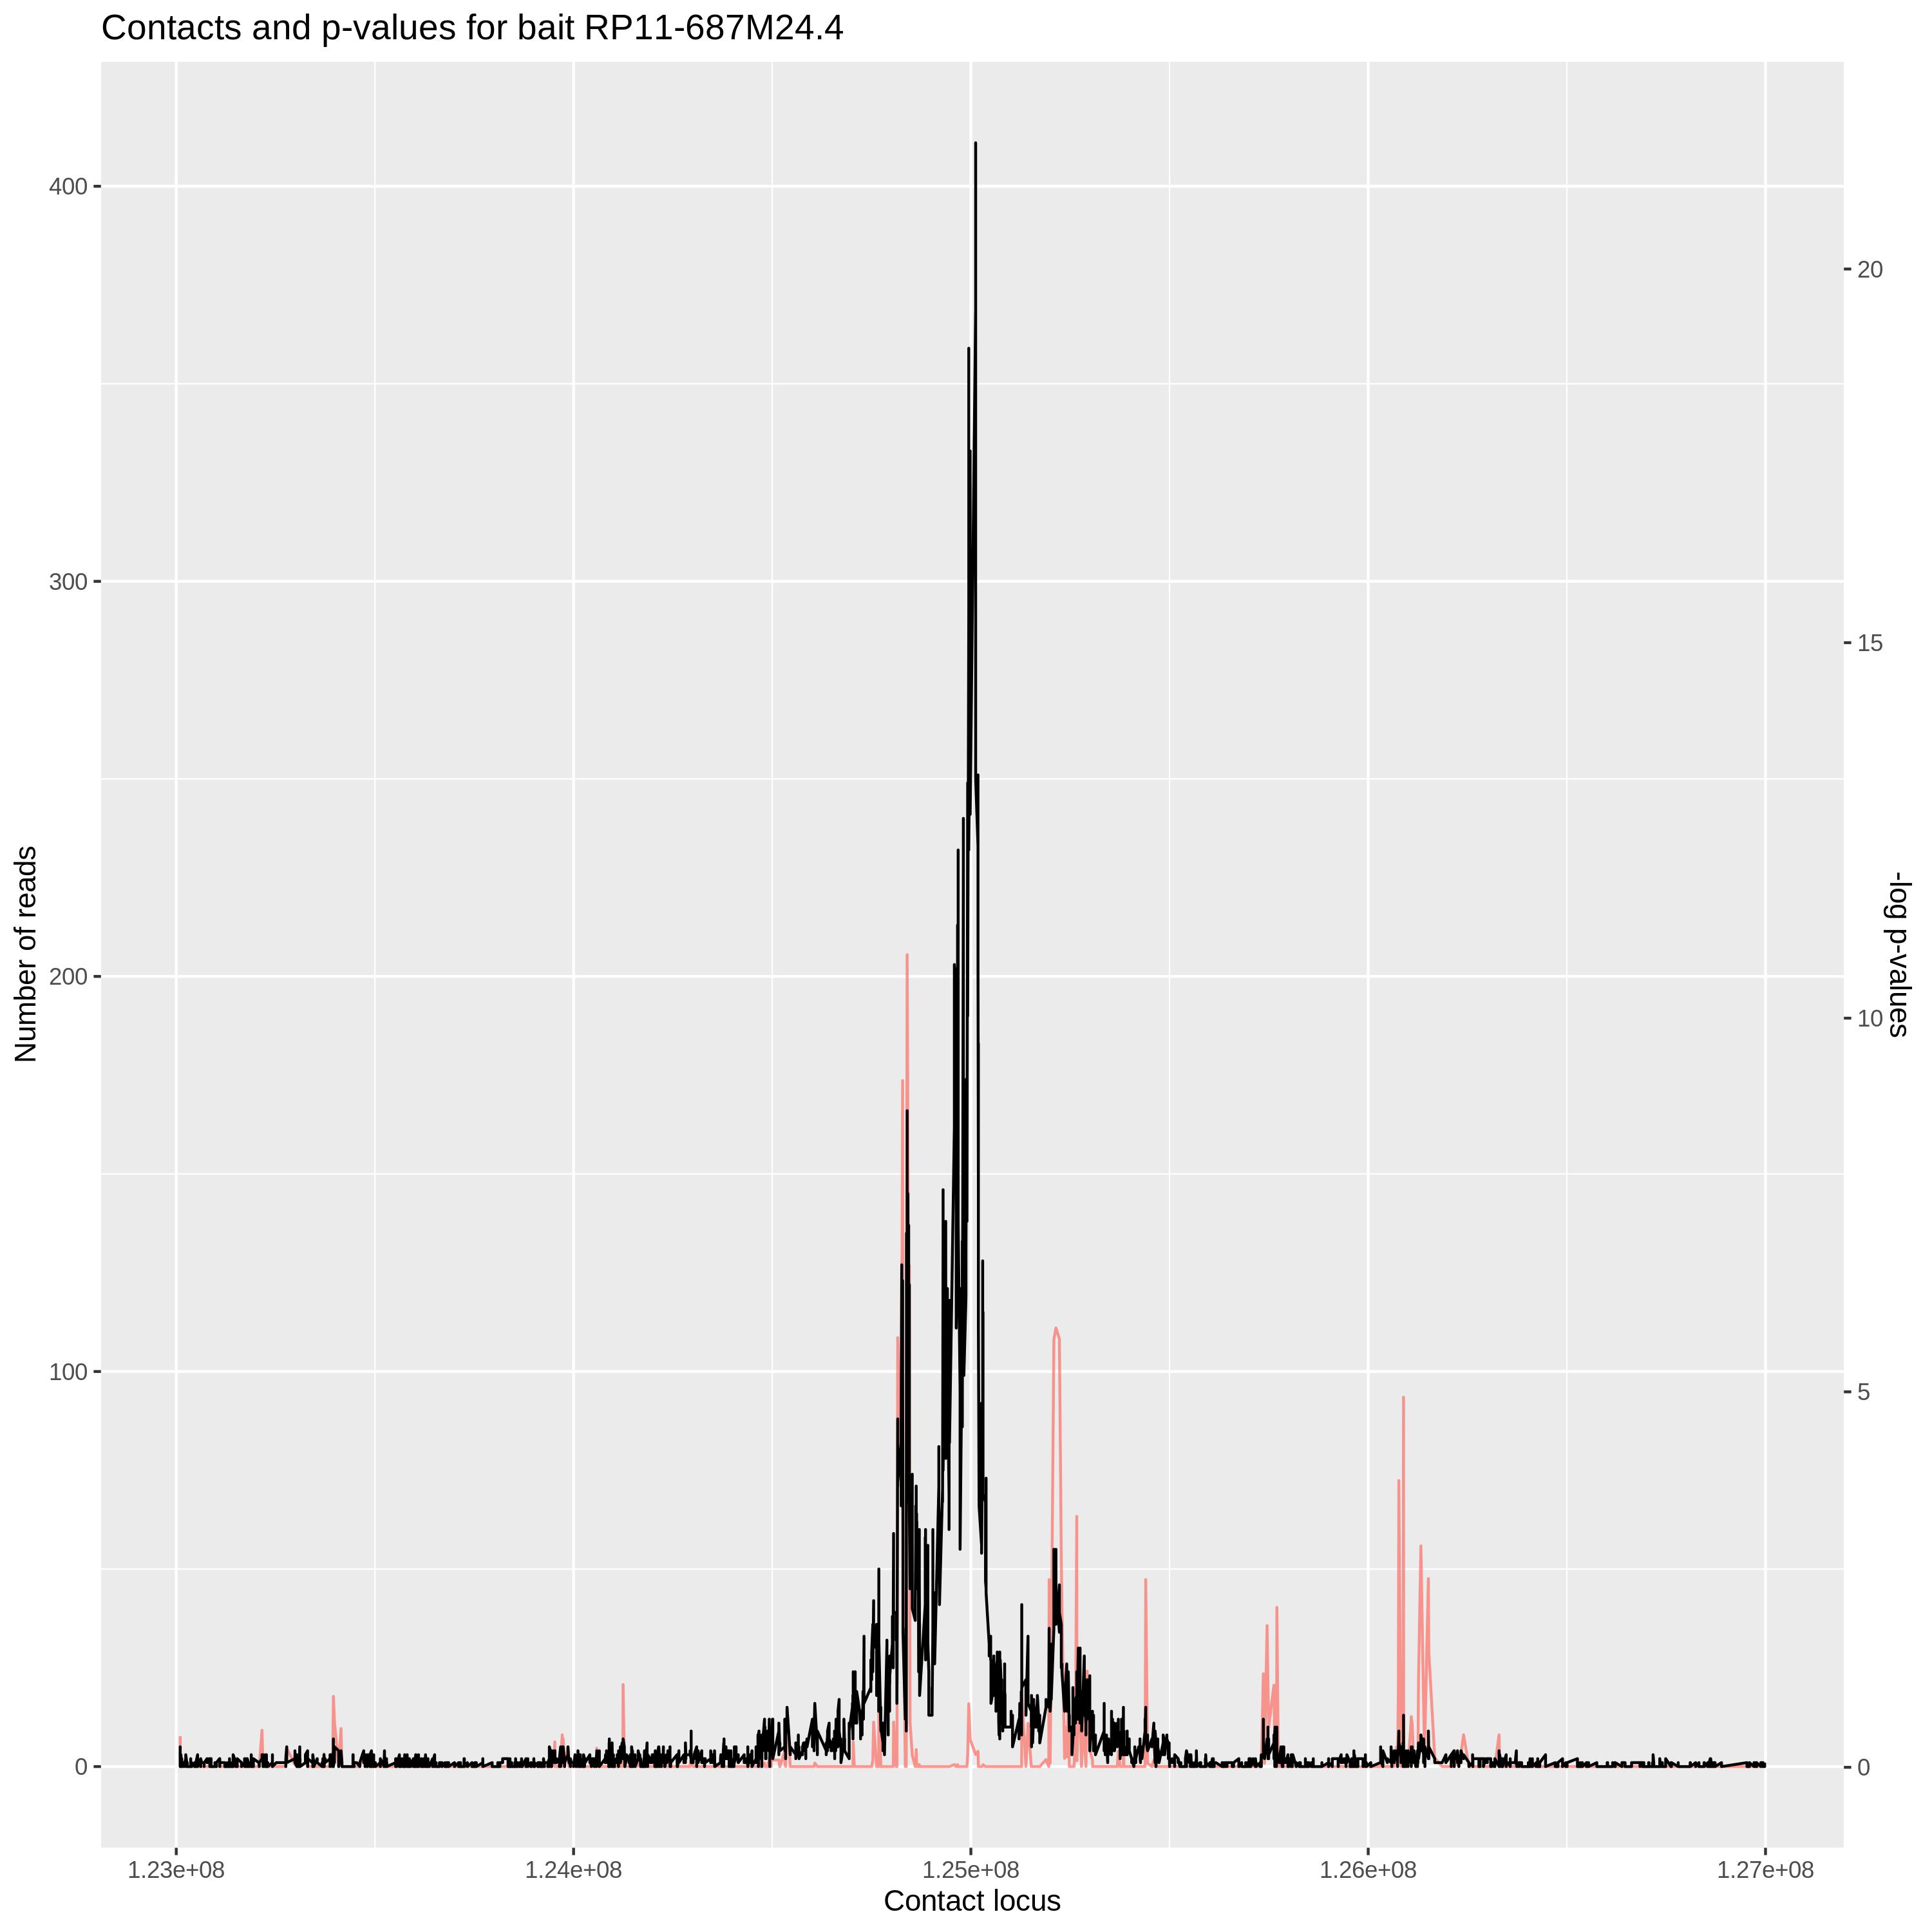 Contacts and p-values for bait RP11-687M24.4
400
300
200
100
0
Number of reads
20
15
10
5
0
-log p-values
1.23e+08
1.24e+08
1.25e+08
1.26e+08
1.27e+08
Contact locus